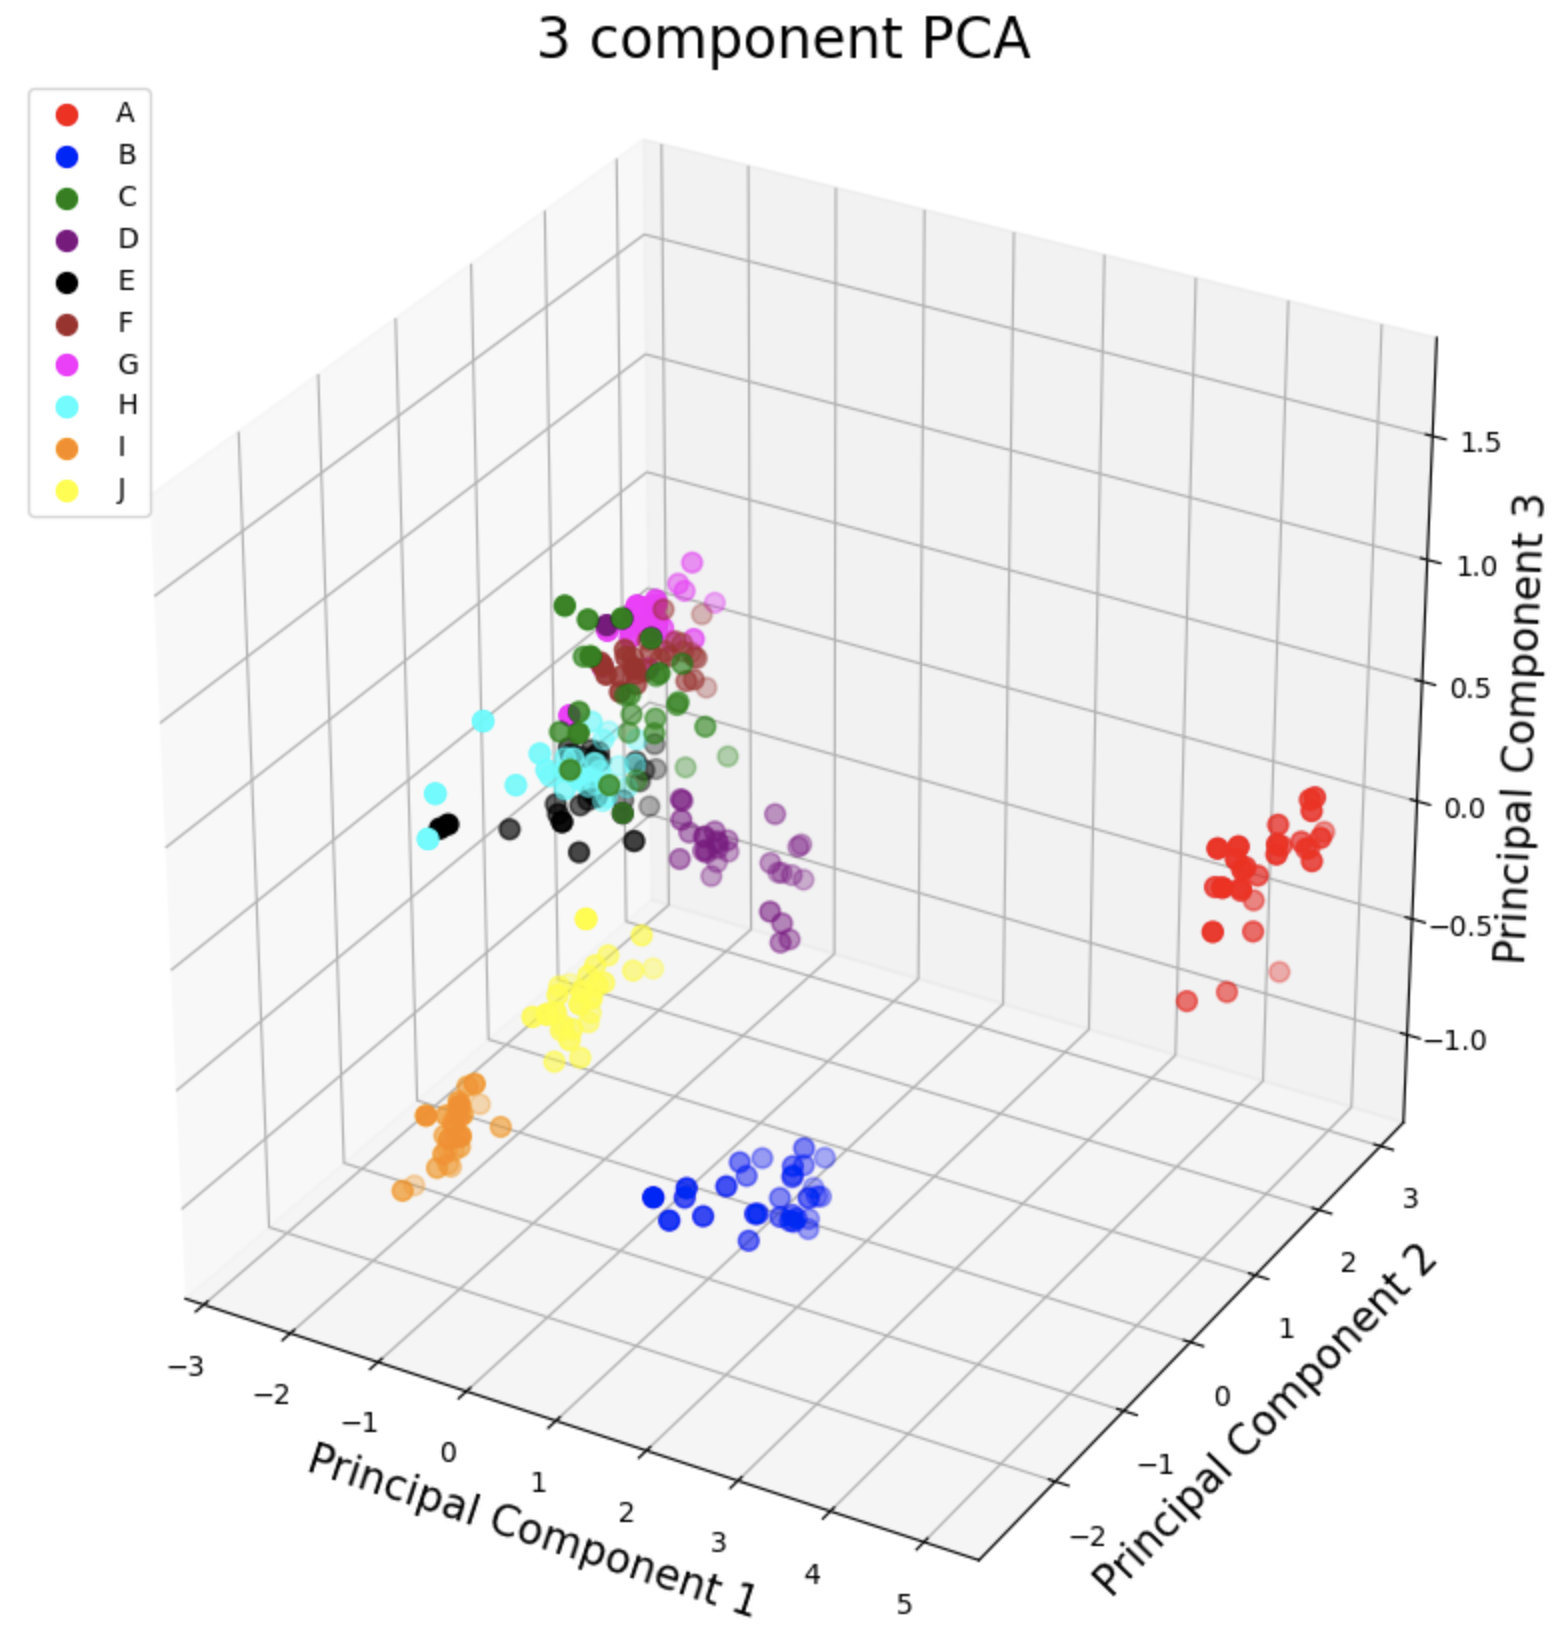 3 component PCA
A
B
C
D
E
F
G
H
I
J
1.5
1.0
0.5
0.0
−0.5
−1.0
Principal Component 3
3
2
1
0
−1
−2
Principal Component 2
−3
−2
−1
0
1
2
3
4
5
Principal Component 1